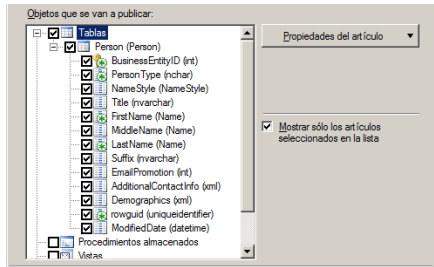 Objetos que se van a publicar:
Tablas
Person (Person)
BusinessEntityID (int)
PersonType (nchar)
NameStyle (NameStyle)
Title (nvarchar)
FirstName (Name)
MiddleName (Name)
LastName (Name)
Suffix (nvarchar)
EmailPromotion (int)
AdditionalContactInfo (xml)
Demographics (xml)
rowguid (uniqueidentifier)
ModifiedDate (datetime)
Procedimientos almacenados
Vistas
Propiedades del artículo
Mostrar sólo los artículos
seleccionados en la lista